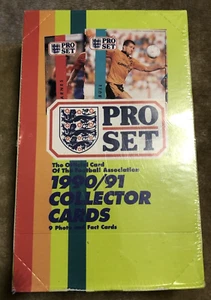 PRO
SET
PRO
SET
PRO
SET
The Official Card
Of The Football Association
1990/91
COLLECTOR
CARDS
9 Photo and Fact Cards